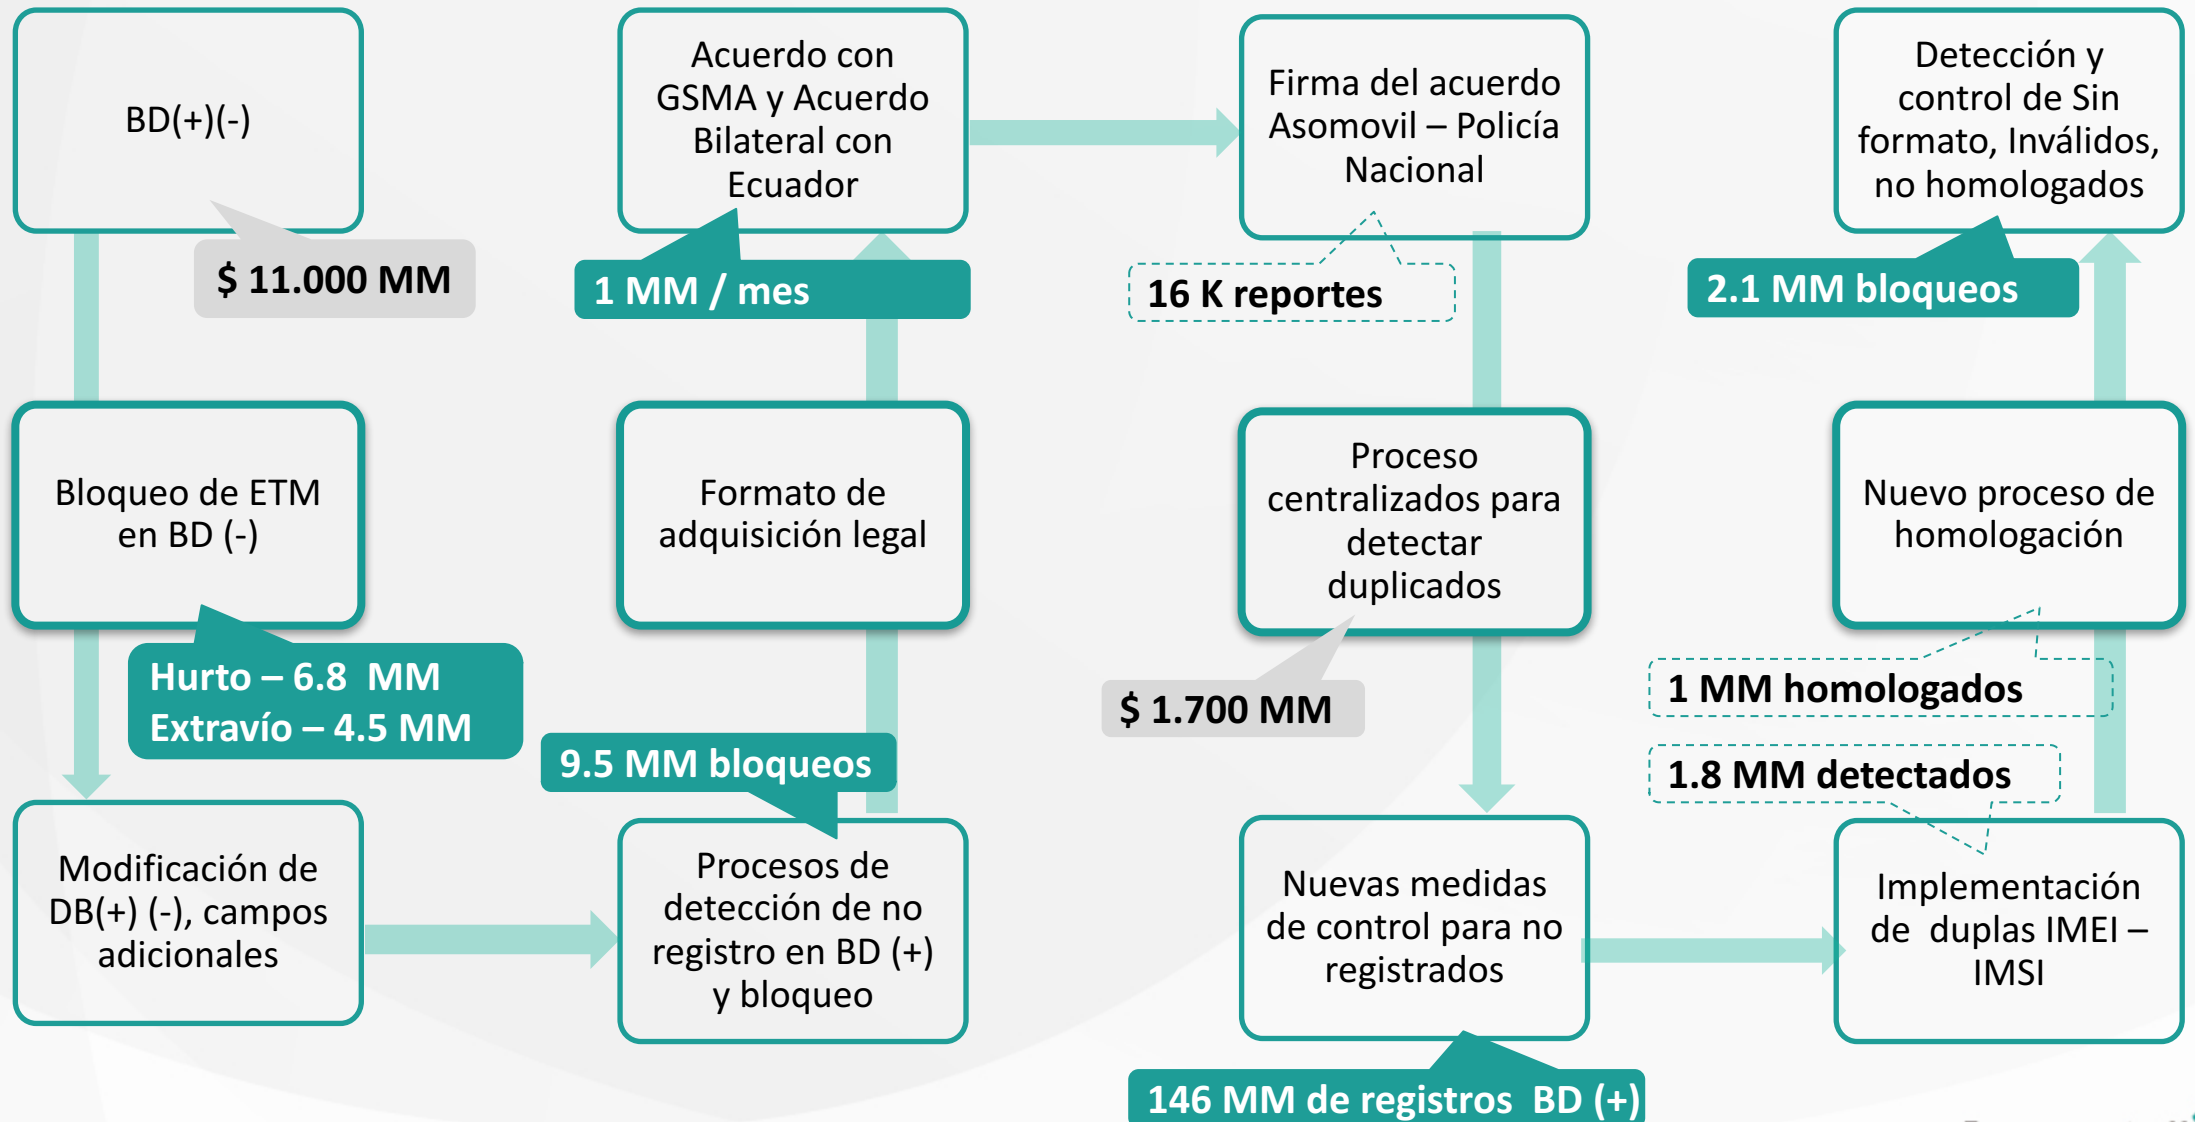 BD(+)(-)
$ 11.000 MM
Bloqueo de ETM
en BD (-)
Hurto – 6.8 MM
Extravío – 4.5 MM
Modificación de
DB(+) (-), campos
adicionales
Procesos de
detección de no
registro en BD (+)
y bloqueo
9.5 MM bloqueos
Formato de
adquisición legal
Acuerdo con
GSMA y Acuerdo
Bilateral con
Ecuador
1 MM / mes
Firma del acuerdo
Asomovil – Policía
Nacional
16 K reportes
Proceso
centralizados para
detectar
duplicados
$ 1.700 MM
Nuevas medidas
de control para no
registrados
146 MM de registros BD (+)
Implementación
de duplas IMEI –
IMSI
1.8 MM detectados
Nuevo proceso de
homologación
1 MM homologados
Detección y
control de Sin
formato, Inválidos,
no homologados
2.1 MM bloqueos